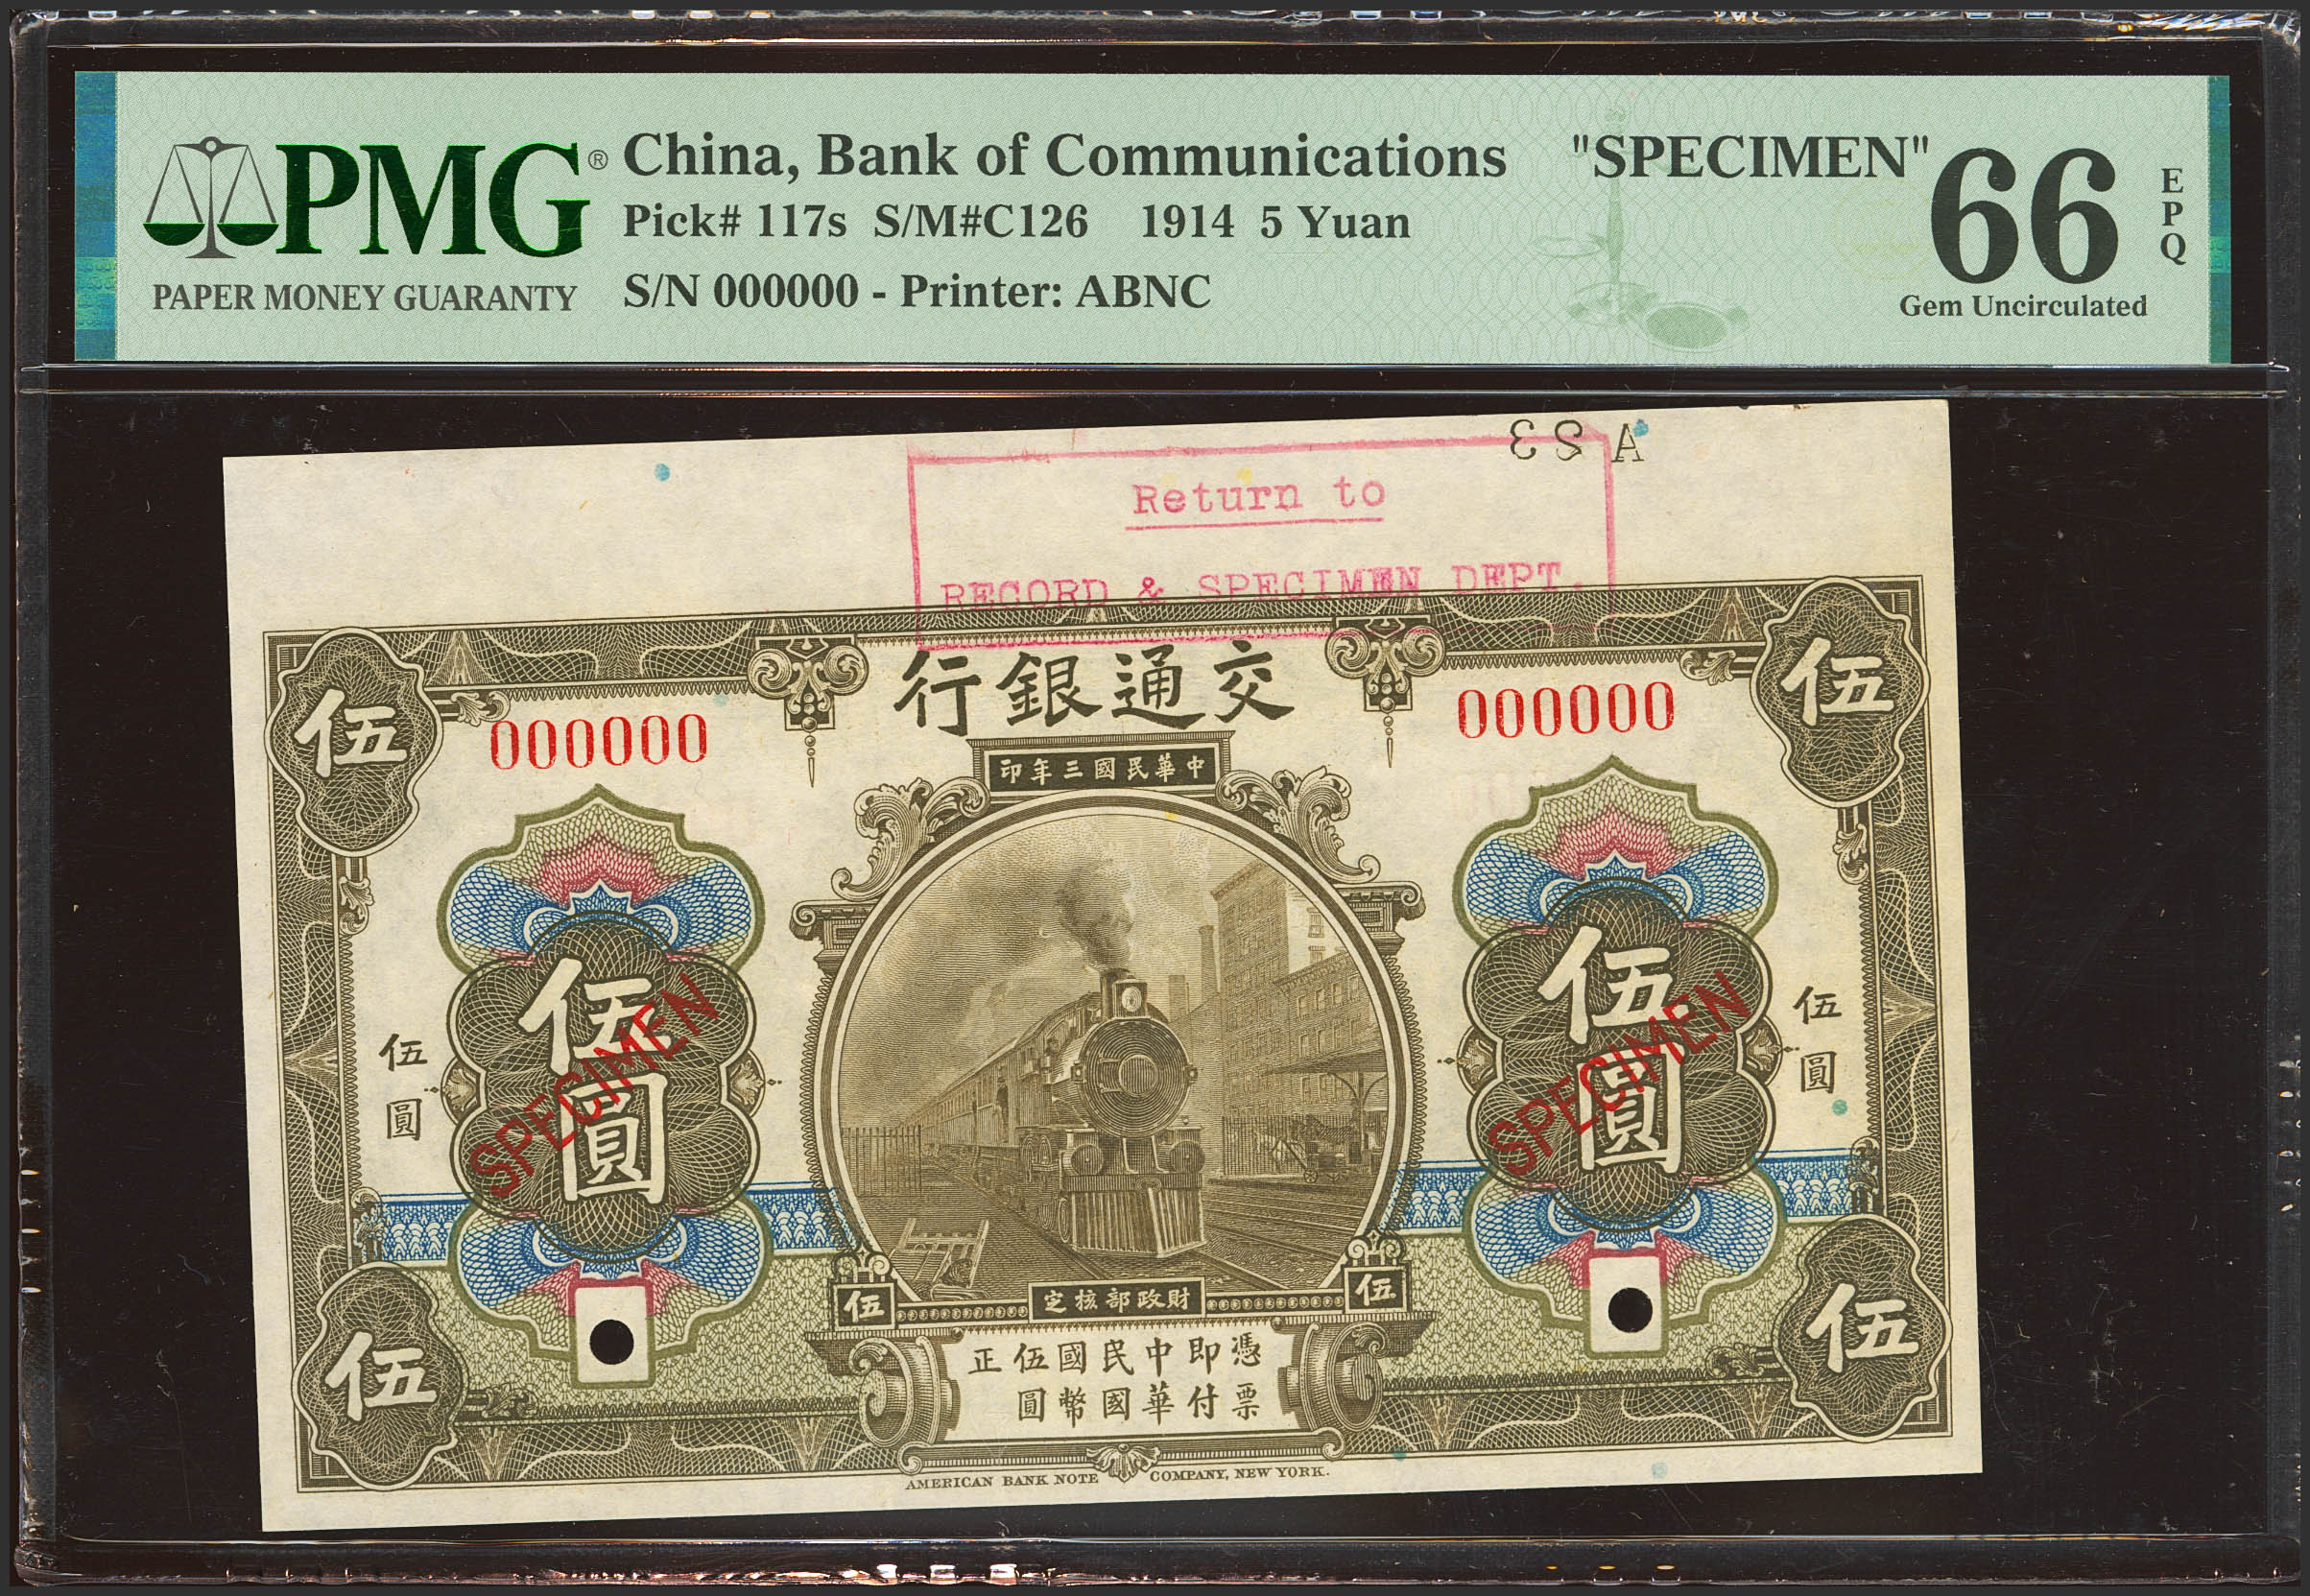 PMG®
PAPER MONEY GUARANTY
China, Bank of Communications "SPECIMEN"
Pick# 117s S/M#C126 1914 5 Yuan
S/N 000000 - Printer: ABNC
66
EPQ
Gem Uncirculated
A 23
Return to
RECORD & SPECIMEN DEPT.
行銀通交
伍
伍
000000
000000
印年三國民華中
伍圓
SPECIMEN
伍圓
SPECIMEN
伍圓
伍圓
伍
定核部政財
伍
正伍國民中即憑
圓幣國華付票
伍
伍
AMERICAN BANK NOTE COMPANY, NEW YORK.